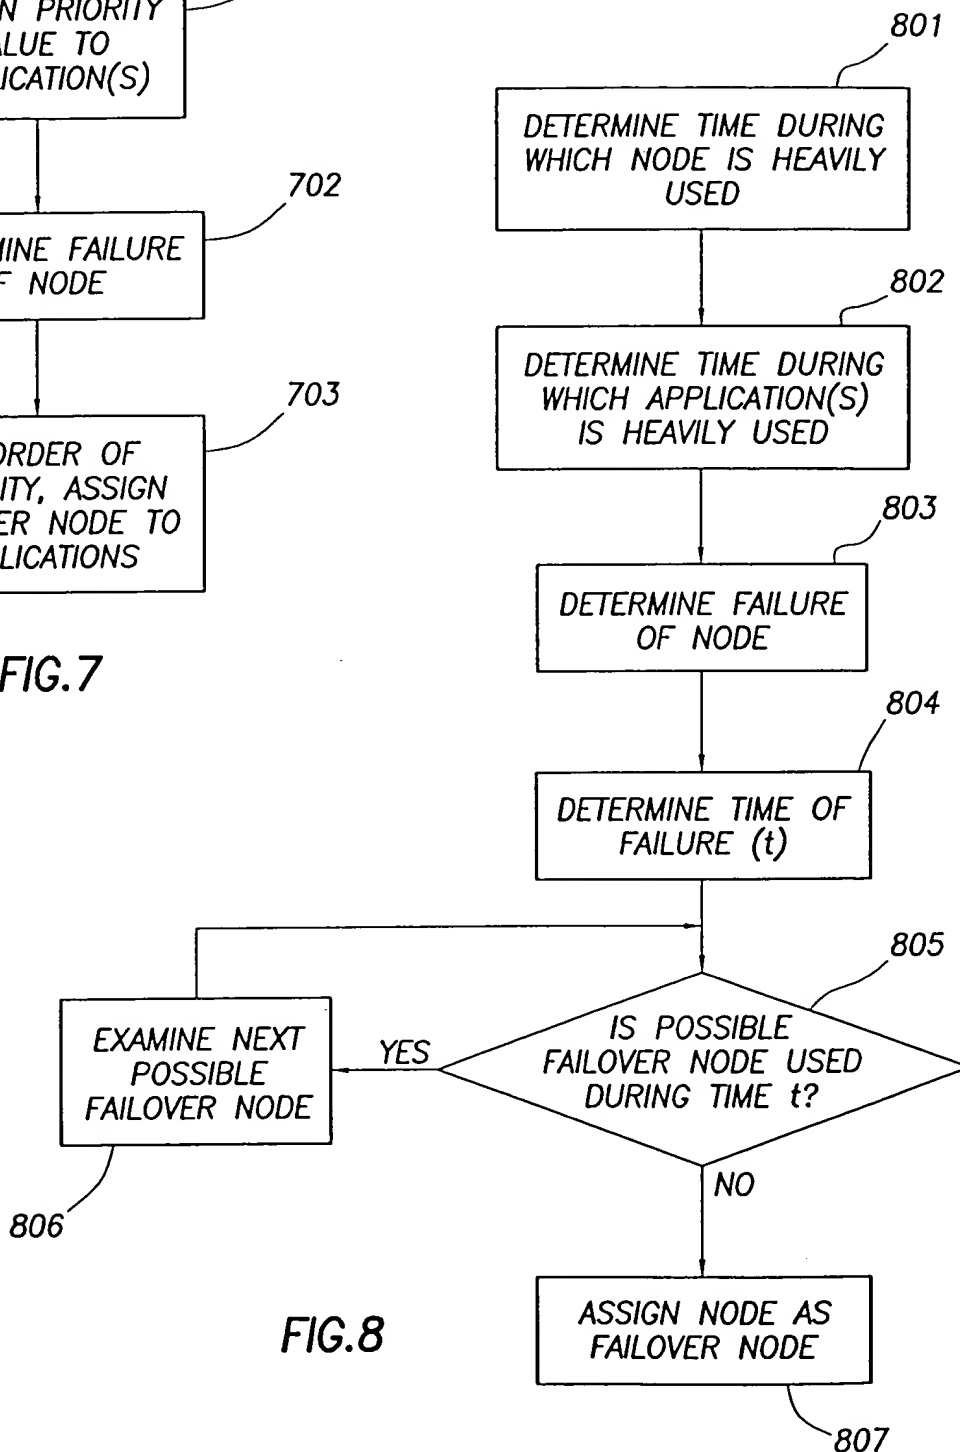 N PRIORITY
ALUE TO
ICATION(S)
702
MINE FAILURE
F NODE
703
ORDER OF
ITY, ASSIGN
ER NODE TO
LICATIONS
FIG.7
801
DETERMINE TIME DURING
WHICH NODE IS HEAVILY
USED
802
DETERMINE TIME DURING
WHICH APPLICATION(S)
IS HEAVILY USED
803
DETERMINE FAILURE
OF NODE
804
DETERMINE TIME OF
FAILURE (t)
805
IS POSSIBLE
FAILOVER NODE USED
DURING TIME t?
YES
EXAMINE NEXT
POSSIBLE
FAILOVER NODE
806
NO
ASSIGN NODE AS
FAILOVER NODE
807
FIG.8